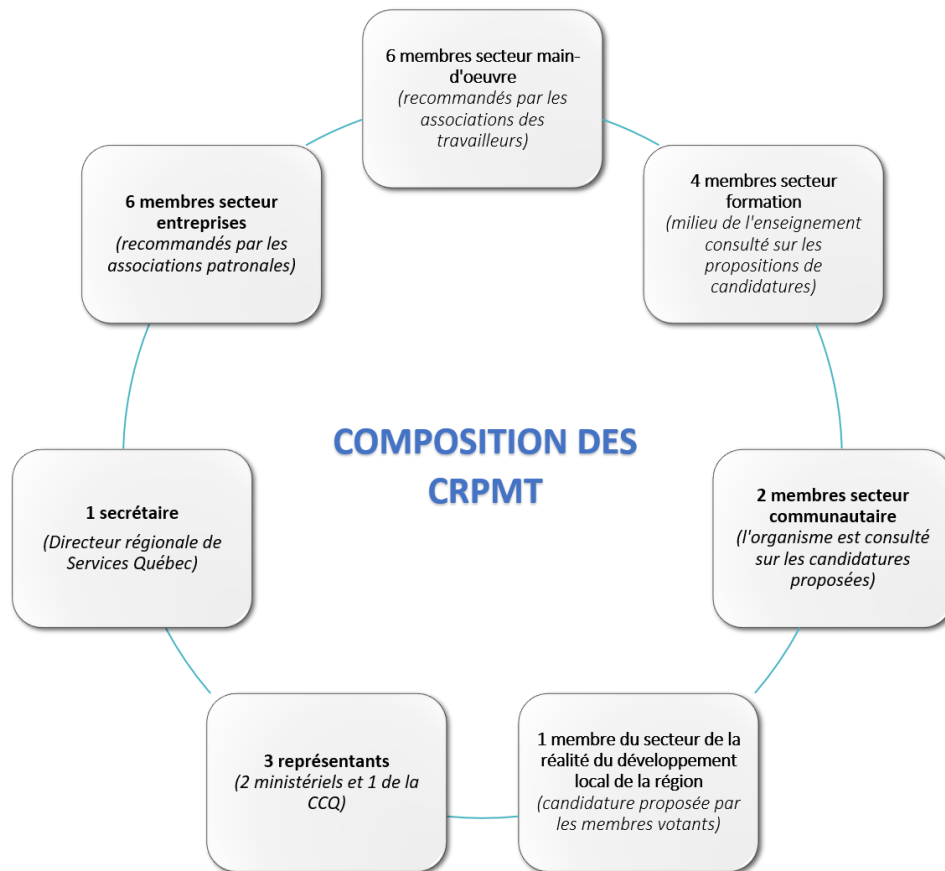 6 membres secteur main-
d'oeuvre
(recommandés par les
associations des
travailleurs)
4 membres secteur
formation
(milieu de l'enseignement
consulté sur les
propositions de
candidatures)
2 membres secteur
communautaire
(l'organisme est consulté
sur les candidatures
proposées)
1 membre du secteur de la
réalité du développement
local de la région
(candidature proposée par
les membres votants)
3 représentants
(2 ministériels et 1 de la
CCQ)
1 secrétaire
(Directeur régionale de
Services Québec)
6 membres secteur
entreprises
(recommandés par les
associations patronales)
COMPOSITION DES
CRPMT